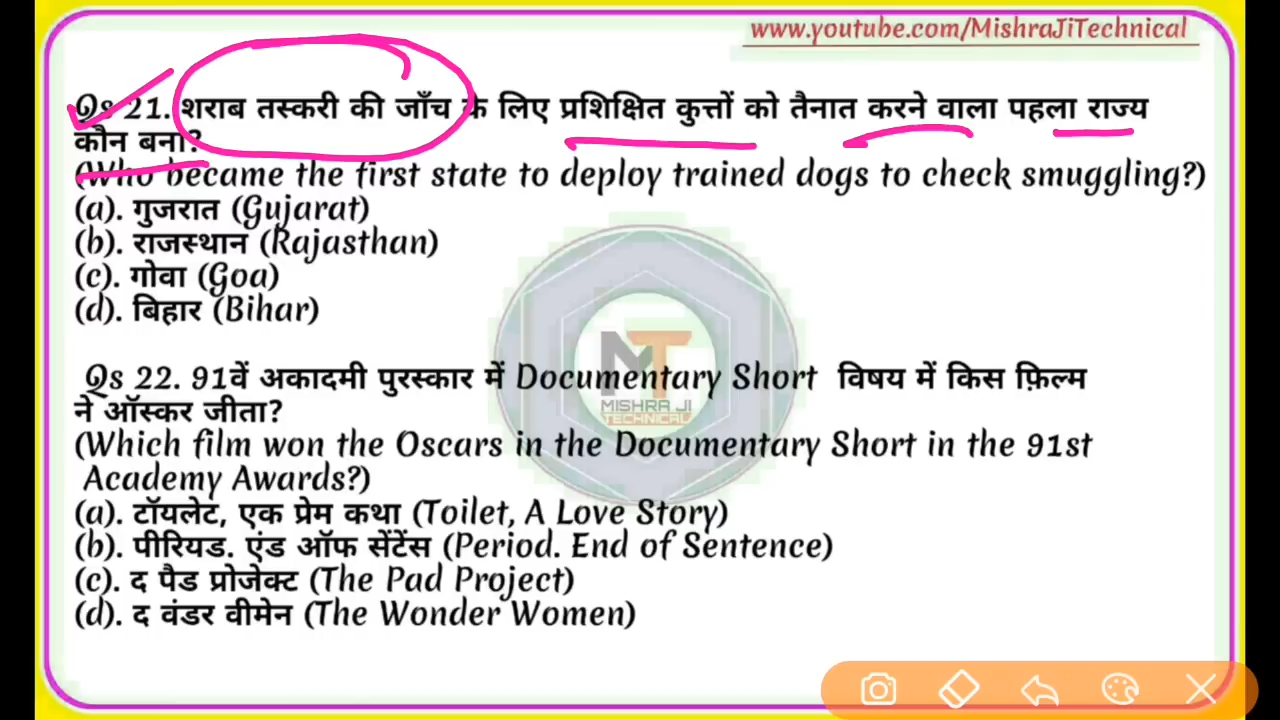 www.youtube.com/MishraJiTechnical
Qs 21. शराब तस्करी की जाँच के लिए प्रशिक्षित कुत्तों को तैनात करने वाला पहला राज्य
कौन बना?
(Who became the first state to deploy trained dogs to check smuggling?)
(a). गुजरात (Gujarat)
(b). राजस्थान (Rajasthan)
(c). गोवा (Goa)
(d). बिहार (Bihar)
Qs 22. 91वें अकादमी पुरस्कार में Documentary Short विषय में किस फ़िल्म
ने ऑस्कर जीता?
(Which film won the Oscars in the Documentary Short in the 91st
Academy Awards?)
(a). टॉयलेट, एक प्रेम कथा (Toilet, A Love Story)
(b). पीरियड. एंड ऑफ सेंटेंस (Period. End of Sentence)
(c). द पैड प्रोजेक्ट (The Pad Project)
(d). द वंडर वीमेन (The Wonder Women)
MT
MISHRA JI
TECHNICAL